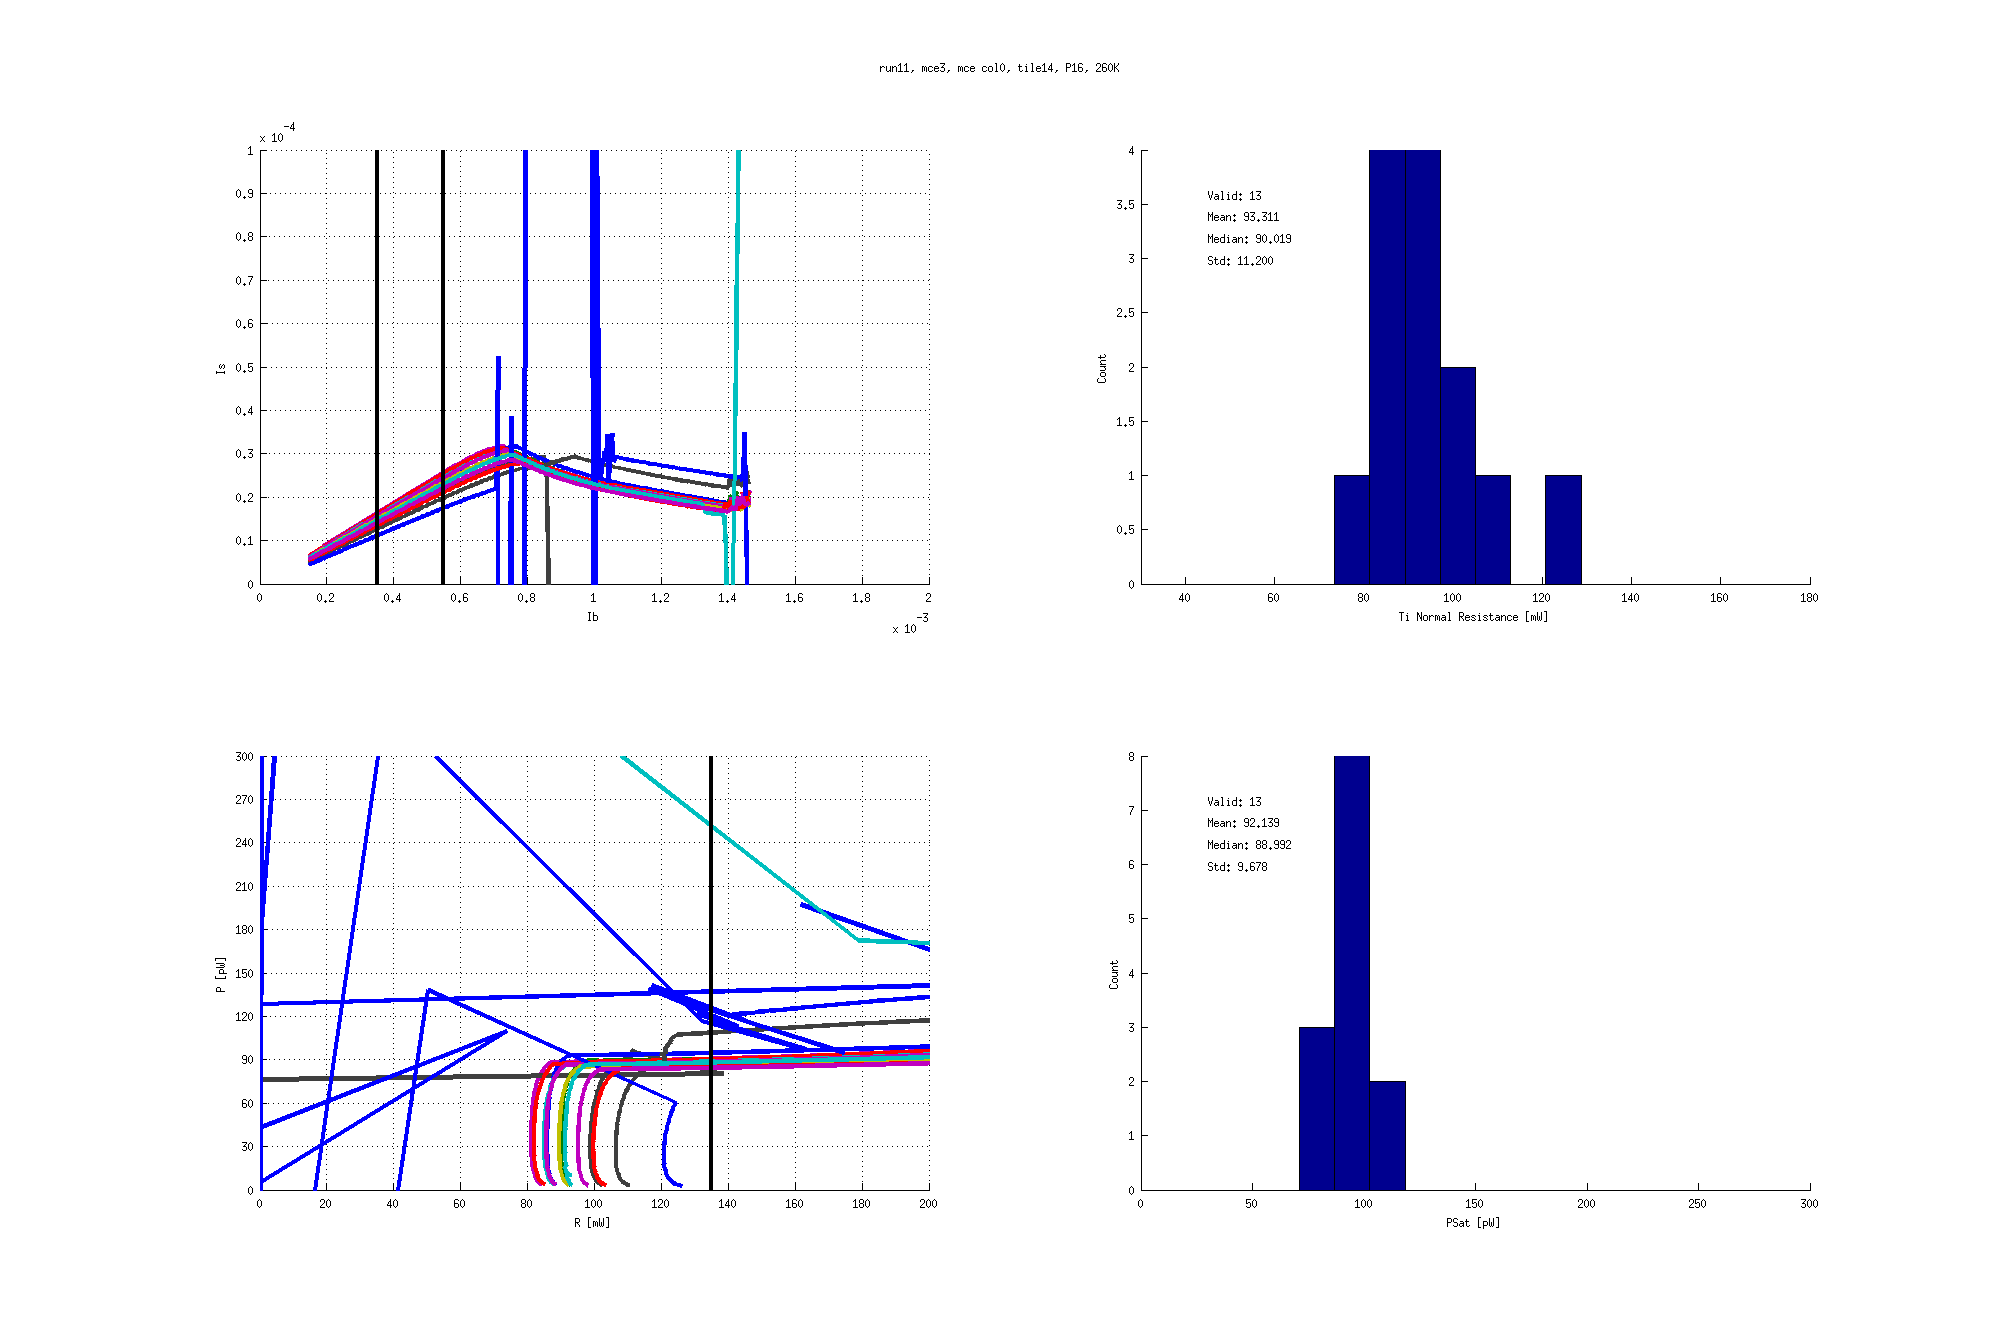 run11, mce3, mce col0, tile14, P16, 260K
x 10^-4
1
0.9
0.8
0.7
0.6
0.5
0.4
0.3
0.2
0.1
0
Is
0 0.2 0.4 0.6 0.8 1 1.2 1.4 1.6 1.8 2
Ib
x 10^-3
4
3.5
3
2.5
2
1.5
1
0.5
0
Count
Valid: 13
Mean: 93.311
Median: 90.019
Std: 11.200
40 60 80 100 120 140 160 180
Ti Normal Resistance [mW]
300
270
240
210
180
150
120
90
60
30
0
P [pW]
0 20 40 60 80 100 120 140 160 180 200
R [mW]
8
7
6
5
4
3
2
1
0
Count
Valid: 13
Mean: 92.139
Median: 88.992
Std: 9.678
0 50 100 150 200 250 300
PSat [pW]